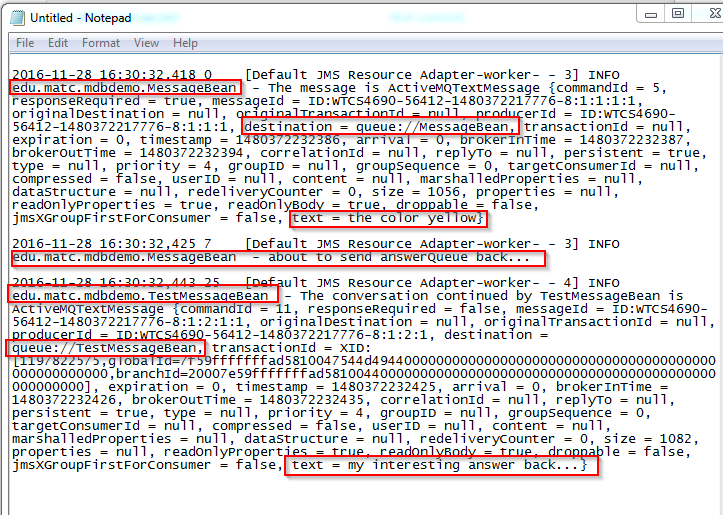 Untitled - Notepad
File Edit Format View Help
2016-11-28 16:30:32,418 0 [Default JMS Resource Adapter-worker- - 3] INFO
edu.matc.mdbdemo.MessageBean - The message is ActiveMQTextMessage {commandId = 5,
responseRequired = true, messageId = ID:WTCS4690-56412-1480372217776-8:1:1:1:1,
originalDestination = null, originalTransactionId = null, producerId = ID:WTCS4690-
56412-1480372217776-8:1:1:1, destination = queue://MessageBean, transactionId = null,
expiration = 0, timestamp = 1480372232386, arrival = 0, brokerInTime = 1480372232387,
brokerOutTime = 1480372232394, correlationId = null, replyTo = null, persistent = true,
type = null, priority = 4, groupID = null, groupSequence = 0, targetConsumerId = null,
compressed = false, userID = null, content = null, marshalledProperties = null,
dataStructure = null, redeliveryCounter = 0, size = 1056, properties = null,
readOnlyProperties = true, readOnlyBody = true, droppable = false,
jmsXGroupFirstForConsumer = false, text = the color yellow}
2016-11-28 16:30:32,425 7 [Default JMS Resource Adapter-worker- - 3] INFO
edu.matc.mdbdemo.MessageBean - about to send answerQueue back...
2016-11-28 16:30:32,443 25 [Default JMS Resource Adapter-worker- - 4] INFO
edu.matc.mdbdemo.TestMessageBean - The conversation continued by TestMessageBean is
ActiveMQTextMessage {commandId = 11, responseRequired = false, messageId = ID:WTCS4690-
56412-1480372217776-8:1:2:1:1, originalDestination = null, originalTransactionId = null,
producerId = ID:WTCS4690-56412-1480372217776-8:1:2:1, destination =
queue://TestMessageBean, transactionId = XID:
[1197822575,globalId=7f59fffffffad5810047544d4944000000000000000000000000000000000000
0000000000000,branchId=20007e59fffffffad58100440000000000000000000000000000000000000
000000000], expiration = 0, timestamp = 1480372232425, arrival = 0, brokerInTime =
1480372232426, brokerOutTime = 1480372232435, correlationId = null, replyTo = null,
persistent = true, type = null, priority = 4, groupID = null, groupSequence = 0,
targetConsumerId = null, compressed = false, userID = null, content = null,
marshalledProperties = null, dataStructure = null, redeliveryCounter = 0, size = 1082,
properties = null, readOnlyProperties = true, readOnlyBody = true, droppable = false,
jmsXGroupFirstForConsumer = false, text = my interesting answer back...}